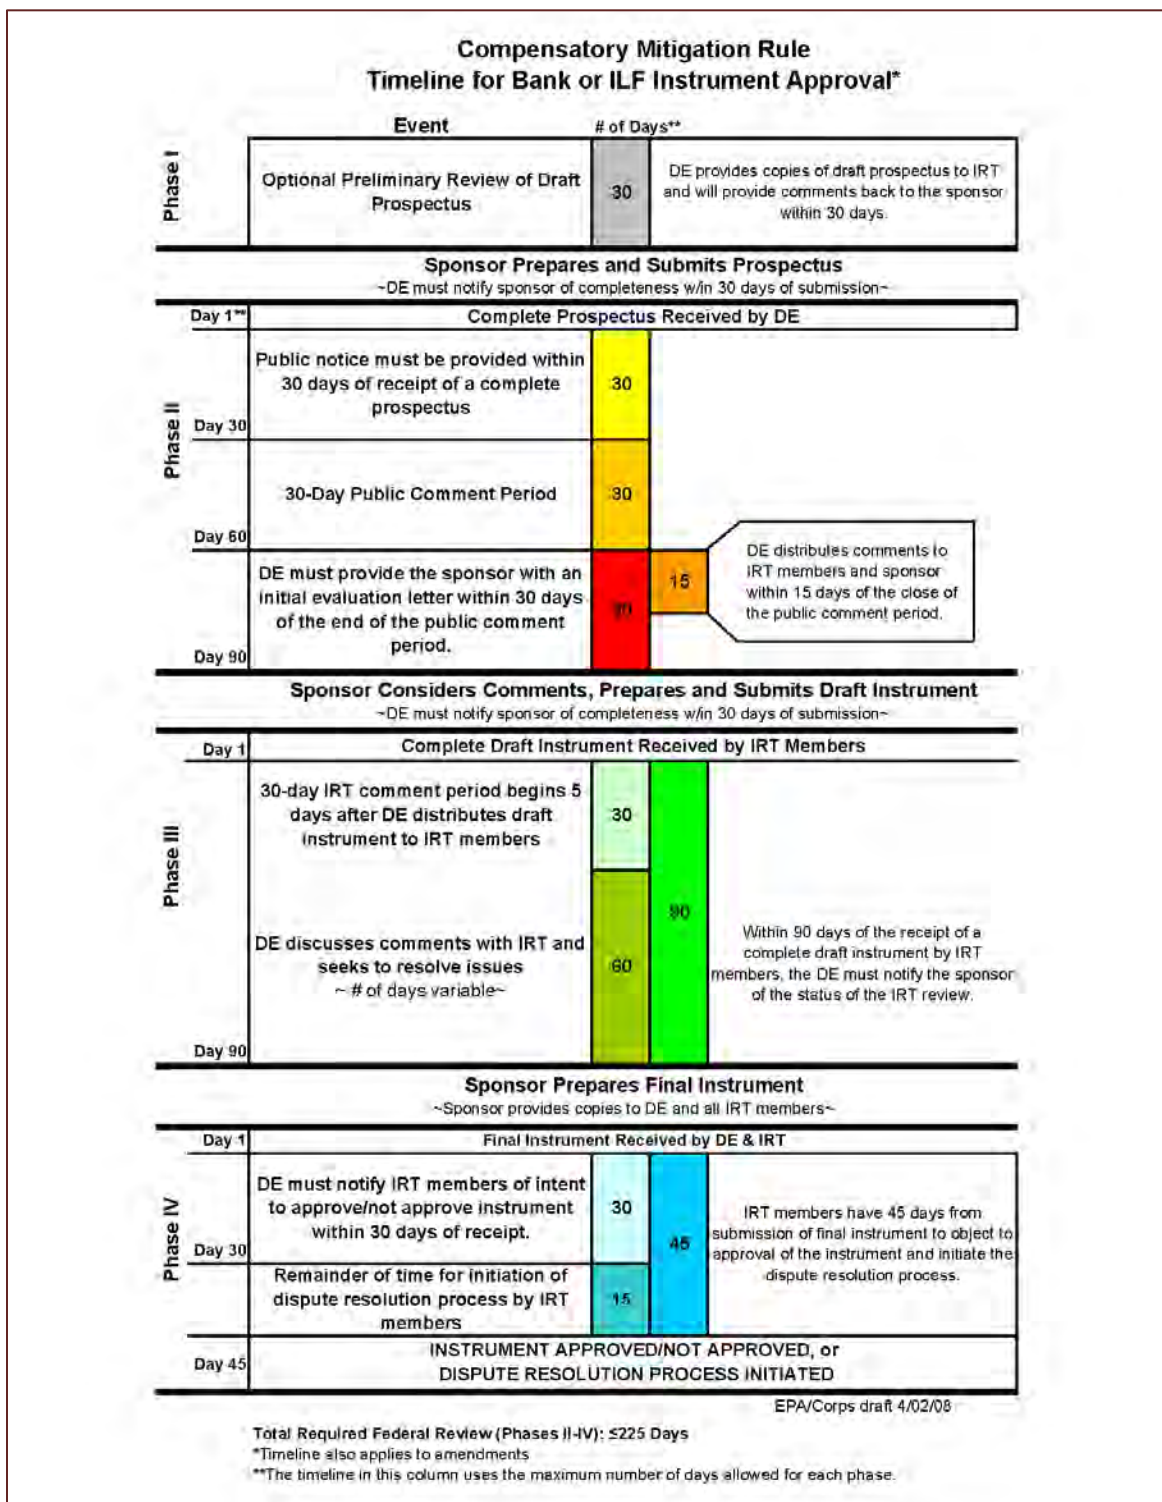 Compensatory Mitigation Rule
Timeline for Bank or ILF Instrument Approval*
Event
# of Days**
Phase I
Optional Preliminary Review of Draft
Prospectus
30
DE provides copies of draft prospectus to IRT
and will provide comments back to the sponsor
within 30 days.
Sponsor Prepares and Submits Prospectus
~DE must notify sponsor of completeness w/in 30 days of submission~
Day 1**
Complete Prospectus Received by DE
Phase II
Public notice must be provided within
30 days of receipt of a complete
prospectus
30
Day 30
30-Day Public Comment Period
30
Day 60
DE must provide the sponsor with an
initial evaluation letter within 30 days
of the end of the public comment
period.
30
15
DE distributes comments to
IRT members and sponsor
within 15 days of the close of
the public comment period.
Day 90
Sponsor Considers Comments, Prepares and Submits Draft Instrument
~DE must notify sponsor of completeness w/in 30 days of submission~
Day 1
Complete Draft Instrument Received by IRT Members
Phase III
30-day IRT comment period begins 5
days after DE distributes draft
instrument to IRT members
30
90
DE discusses comments with IRT and
seeks to resolve issues
~ # of days variable~
60
Within 90 days of the receipt of a
complete draft instrument by IRT
members, the DE must notify the sponsor
of the status of the IRT review.
Day 90
Sponsor Prepares Final Instrument
~Sponsor provides copies to DE and all IRT members~
Day 1
Final Instrument Received by DE & IRT
Phase IV
DE must notify IRT members of intent
to approve/not approve instrument
within 30 days of receipt.
30
45
IRT members have 45 days from
submission of final instrument to object to
approval of the instrument and initiate the
dispute resolution process.
Day 30
Remainder of time for initiation of
dispute resolution process by IRT
members
15
Day 45
INSTRUMENT APPROVED/NOT APPROVED, or
DISPUTE RESOLUTION PROCESS INITIATED
EPA/Corps draft 4/02/08
Total Required Federal Review (Phases II-IV): ≤225 Days
*Timeline also applies to amendments
**The timeline in this column uses the maximum number of days allowed for each phase.